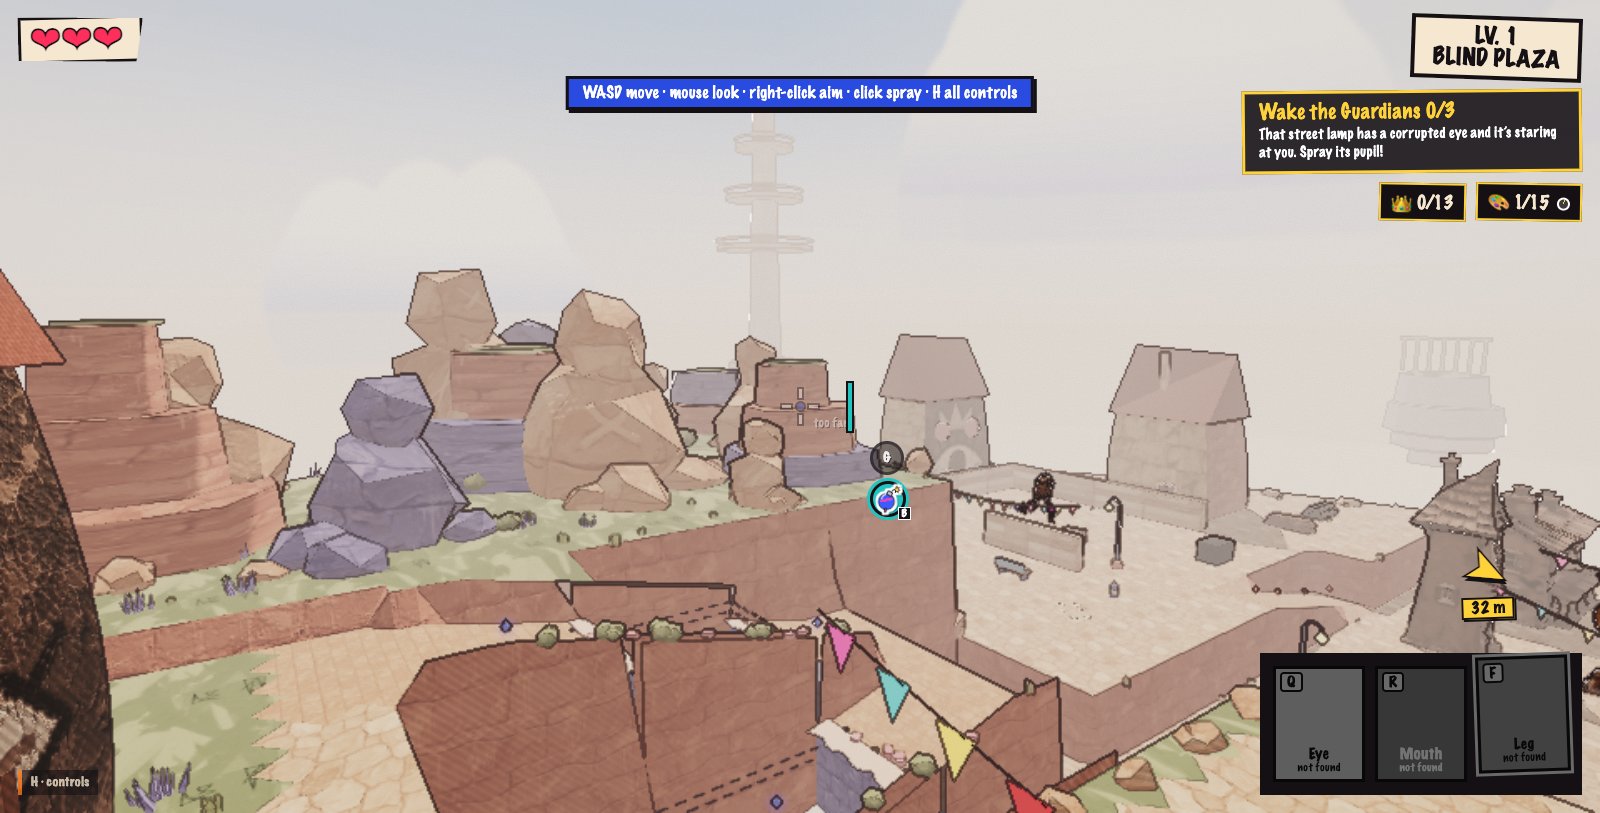 LV. 1
BLIND PLAZA
WASD move · mouse look · right-click aim · click spray · H all controls
Wake the Guardians 0/3
That street lamp has a corrupted eye and it's staring
at you. Spray its pupil!
0/13
1/15
too far
G
B
32 m
Q
Eye
not found
R
Mouth
not found
F
Leg
not found
H · controls